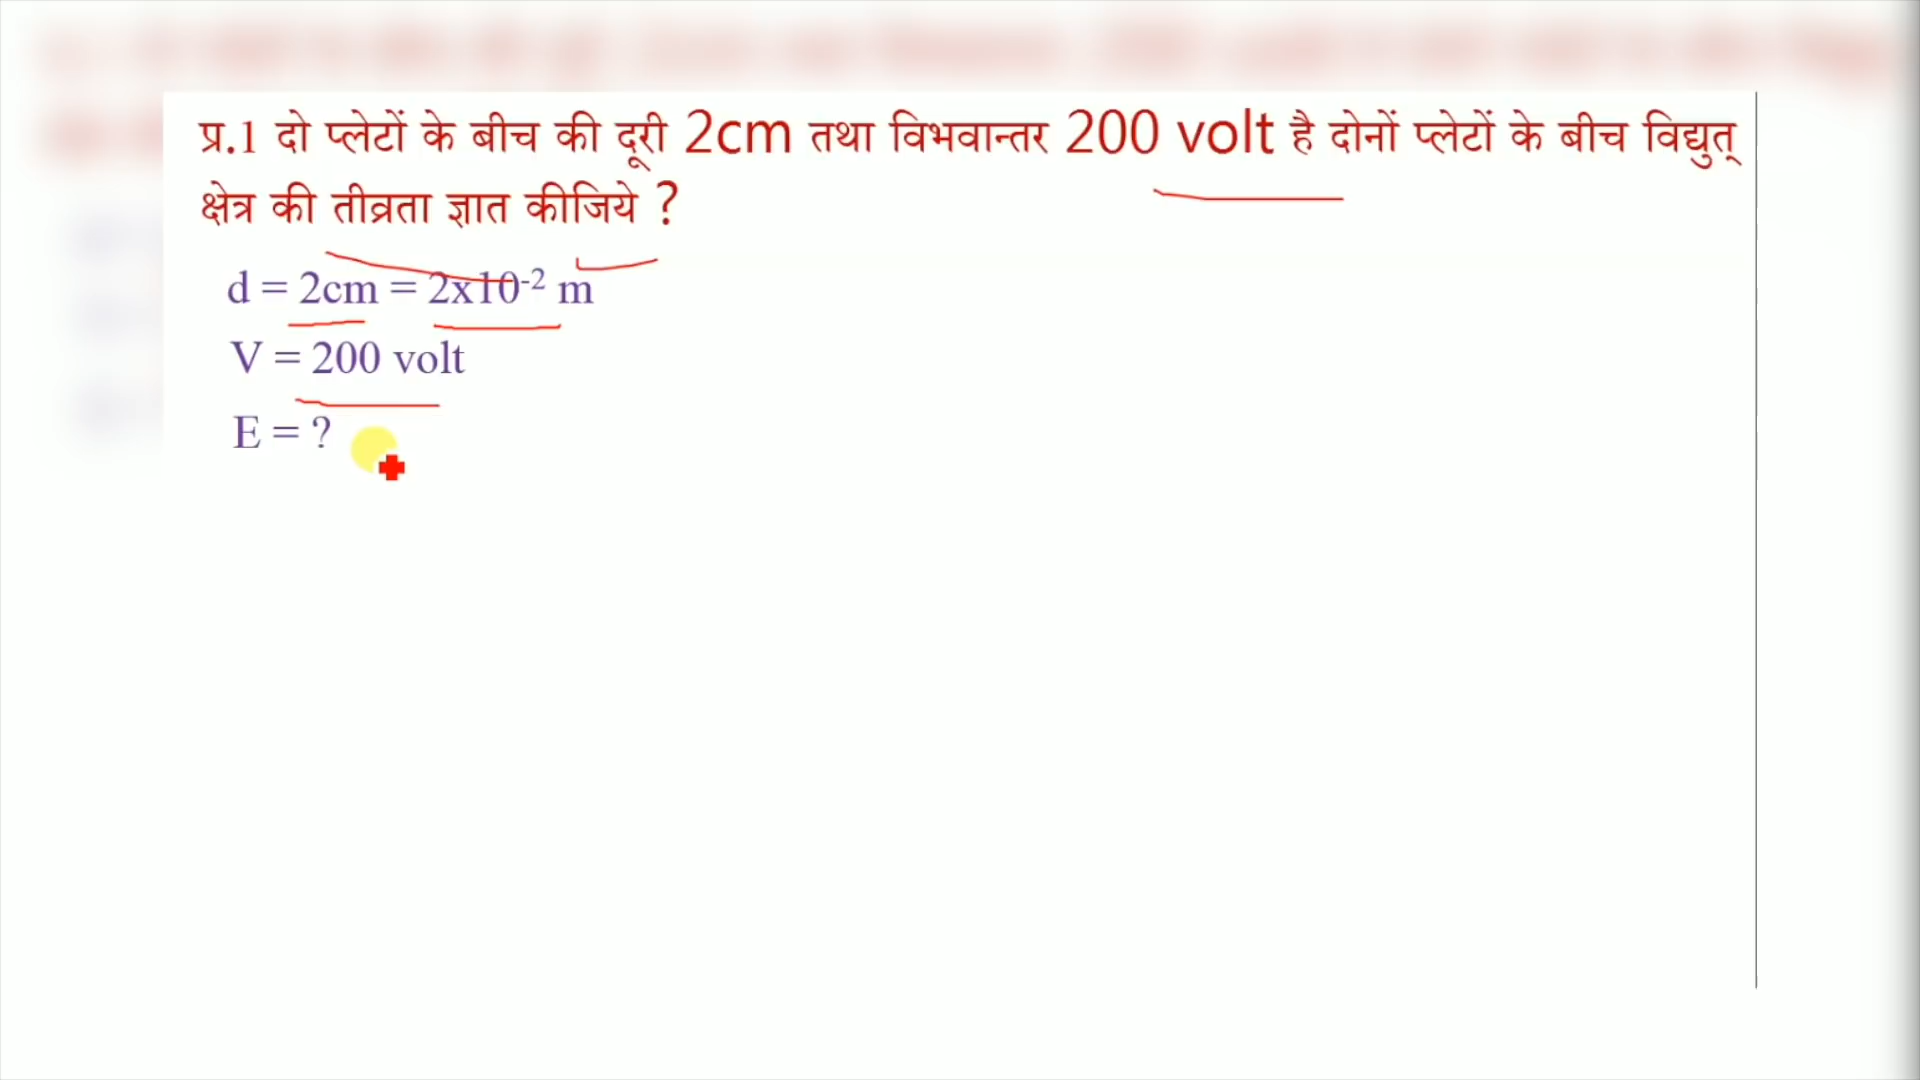 प्र.1 दो प्लेटों के बीच की दूरी 2cm तथा विभवान्तर 200 volt है दोनों प्लेटों के बीच विद्युत्
क्षेत्र की तीव्रता ज्ञात कीजिये ?
d = 2cm = 2x10⁻² m
V = 200 volt
E = ?